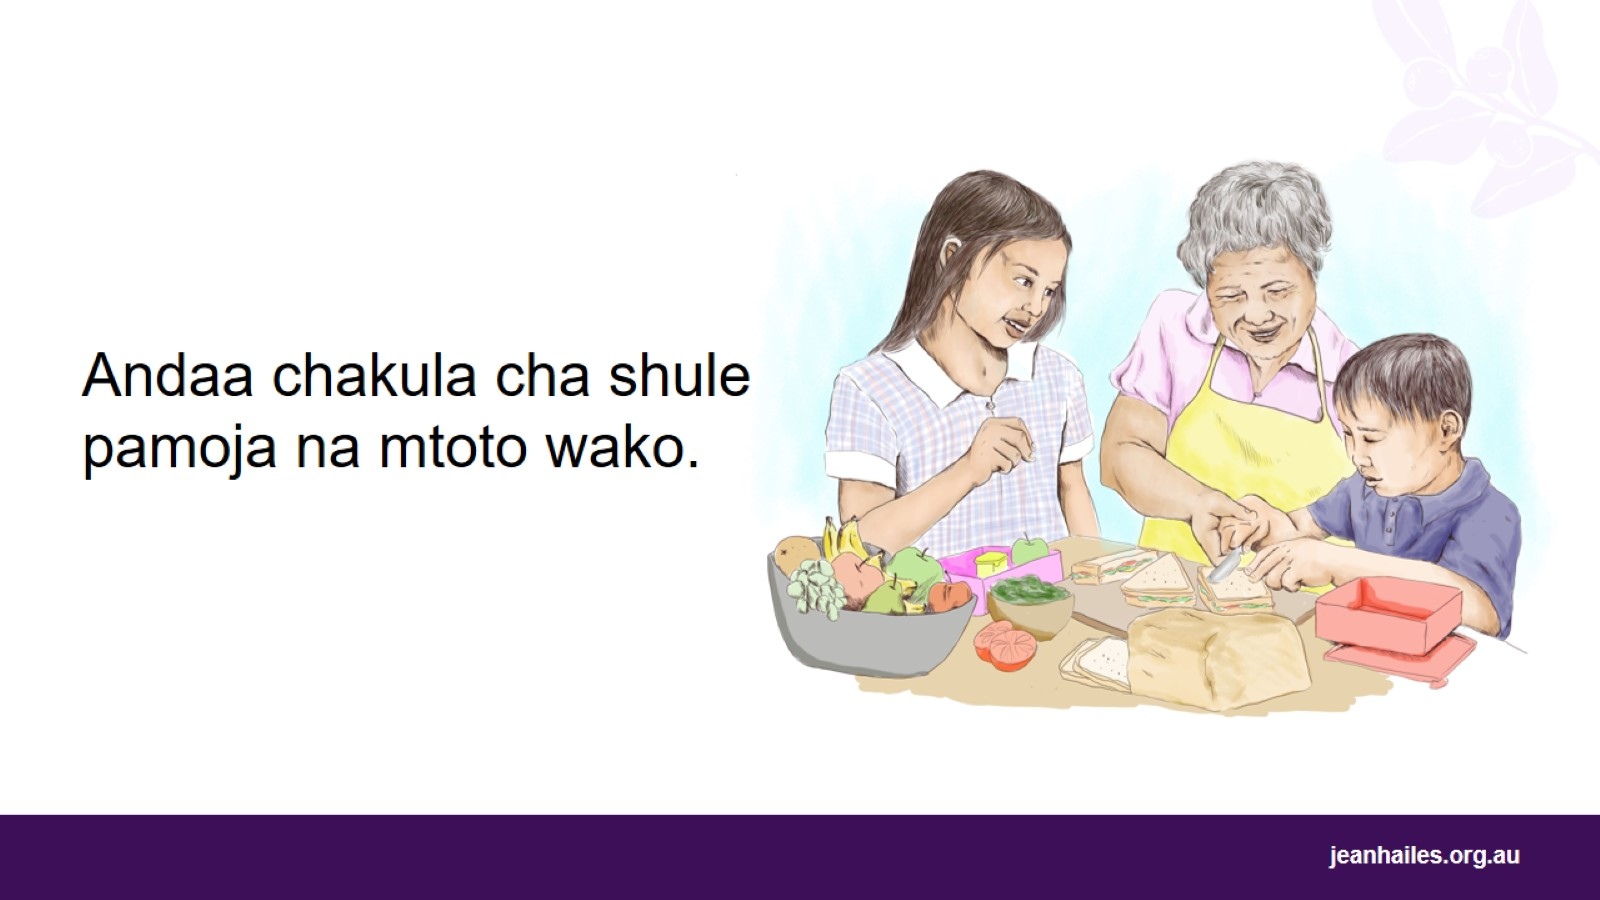 Andaa chakula cha shule
pamoja na mtoto wako.
jeanhailes.org.au